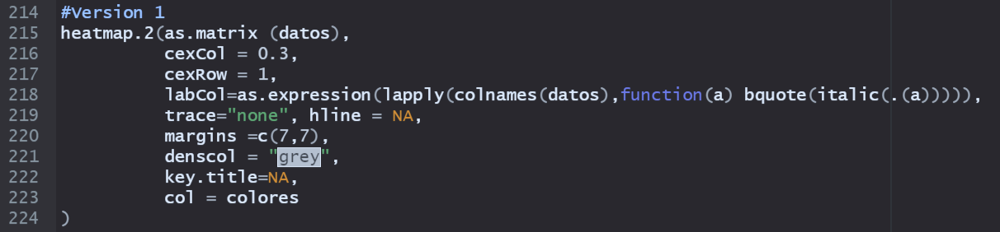 214 #Version 1
215 heatmap.2(as.matrix (datos),
216 cexCol = 0.3,
217 cexRow = 1,
218 labCol=as.expression(lapply(colnames(datos),function(a) bquote(italic(.(a))))),
219 trace="none", hline = NA,
220 margins =c(7,7),
221 denscol = "grey",
222 key.title=NA,
223 col = colores
224 )